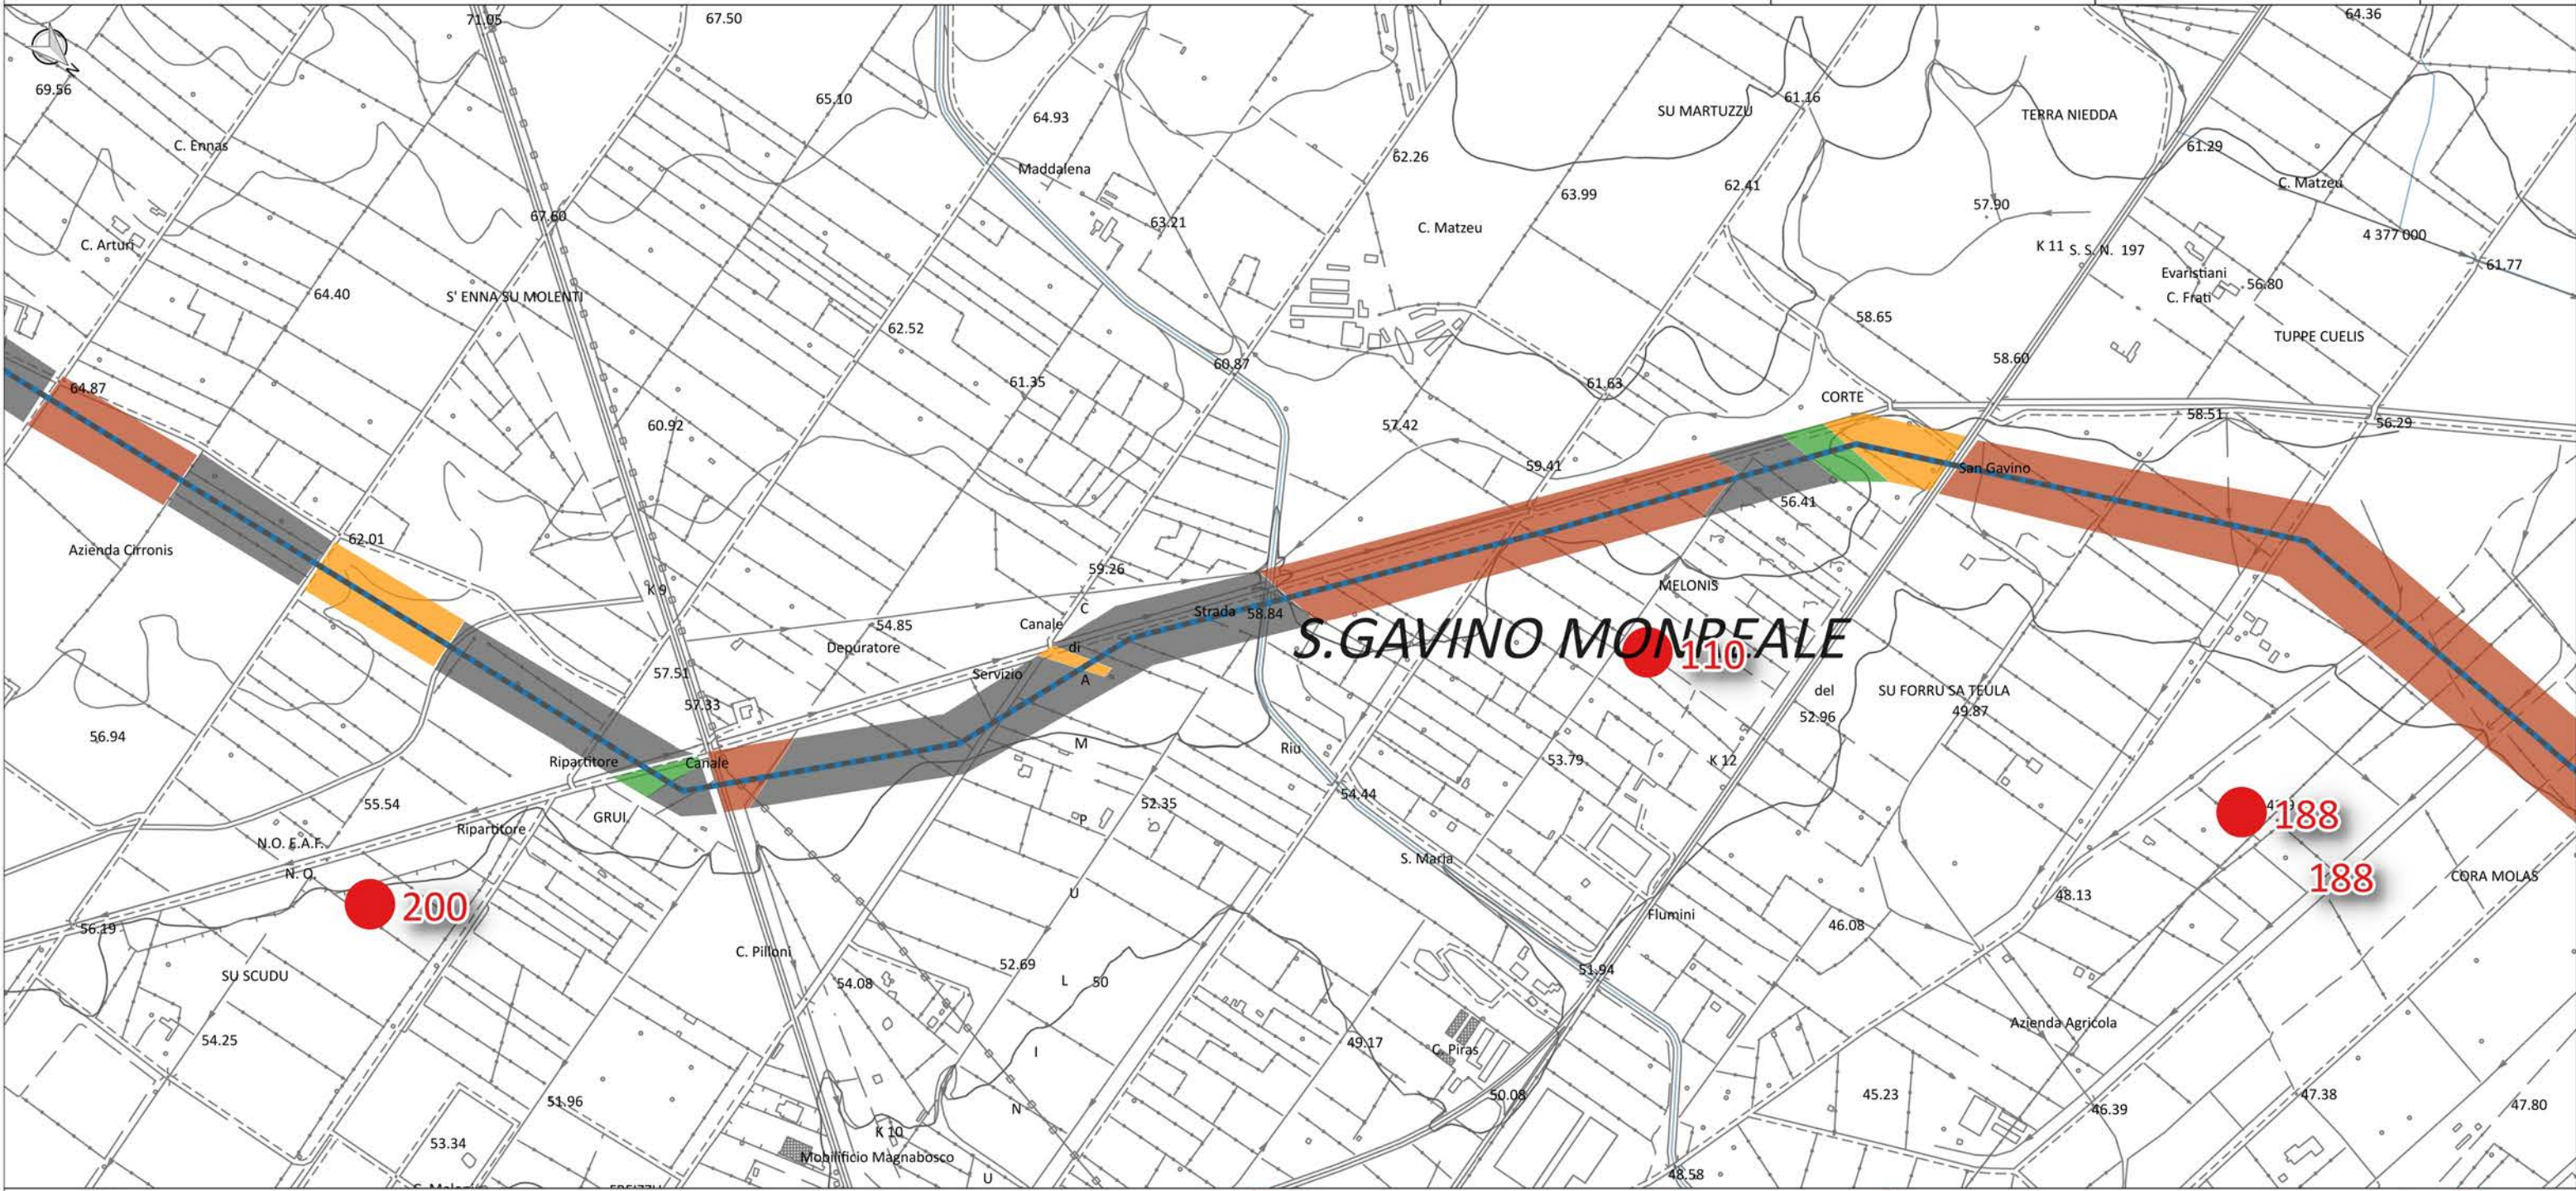 71.05
67.50
64.36
N
69.56
65.10
64.93
61.16
SU MARTUZZU
TERRA NIEDDA
C. Ennas
62.26
61.29
Maddalena
63.99
62.41
C. Matzeu
57.90
67.60
63.21
C. Matzeu
4 377 000
C. Arturi
K 11 S. S. N. 197
61.77
Evaristiani
56.80
64.40
S' ENNA SU MOLENTI
C. Frati
58.65
62.52
TUPPE CUELIS
58.60
60.87
61.35
61.63
64.87
CORTE
58.51
60.92
57.42
56.29
59.41
San Gavino
56.41
62.01
Azienda Cirronis
59.26
K 9
MELONIS
C
Strada 58.84
54.85
Canale
Depuratore
di
S.GAVINO MONREALE
110
57.51
Servizio
A
del
SU FORRU SA TEULA
57.33
49.87
52.96
56.94
M
Riu
Ripartitore
Canale
53.79
K 12
54.44
55.54
52.35
GRUI
P
188
Ripartitore
N.O. E.A.F.
S. Maria
N. O.
188
CORA MOLAS
U
48.13
200
Flumini
56.19
46.08
C. Pilloni
52.69
51.94
SU SCUDU
54.08
L
50
Azienda Agricola
54.25
49.17
I
C. Piras
50.08
45.23
47.38
51.96
N
46.39
47.80
K 10
53.34
Mobilificio Magnabosco
48.58
U